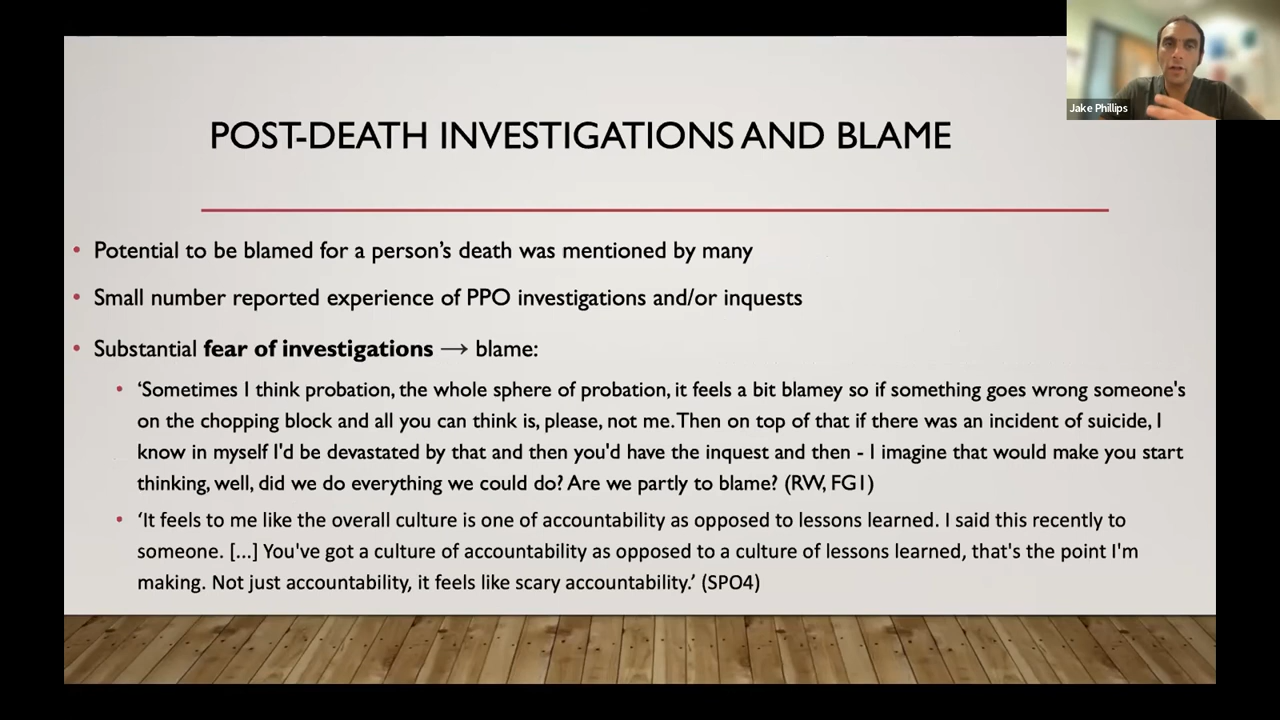 Jake Phillips
POST-DEATH INVESTIGATIONS AND BLAME
• Potential to be blamed for a person’s death was mentioned by many
• Small number reported experience of PPO investigations and/or inquests
• Substantial fear of investigations → blame:
• ‘Sometimes I think probation, the whole sphere of probation, it feels a bit blamey so if something goes wrong someone's
on the chopping block and all you can think is, please, not me. Then on top of that if there was an incident of suicide, I
know in myself I'd be devastated by that and then you'd have the inquest and then - I imagine that would make you start
thinking, well, did we do everything we could do? Are we partly to blame? (RW, FG1)
• ‘It feels to me like the overall culture is one of accountability as opposed to lessons learned. I said this recently to
someone. [...] You've got a culture of accountability as opposed to a culture of lessons learned, that's the point I'm
making. Not just accountability, it feels like scary accountability.’ (SPO4)